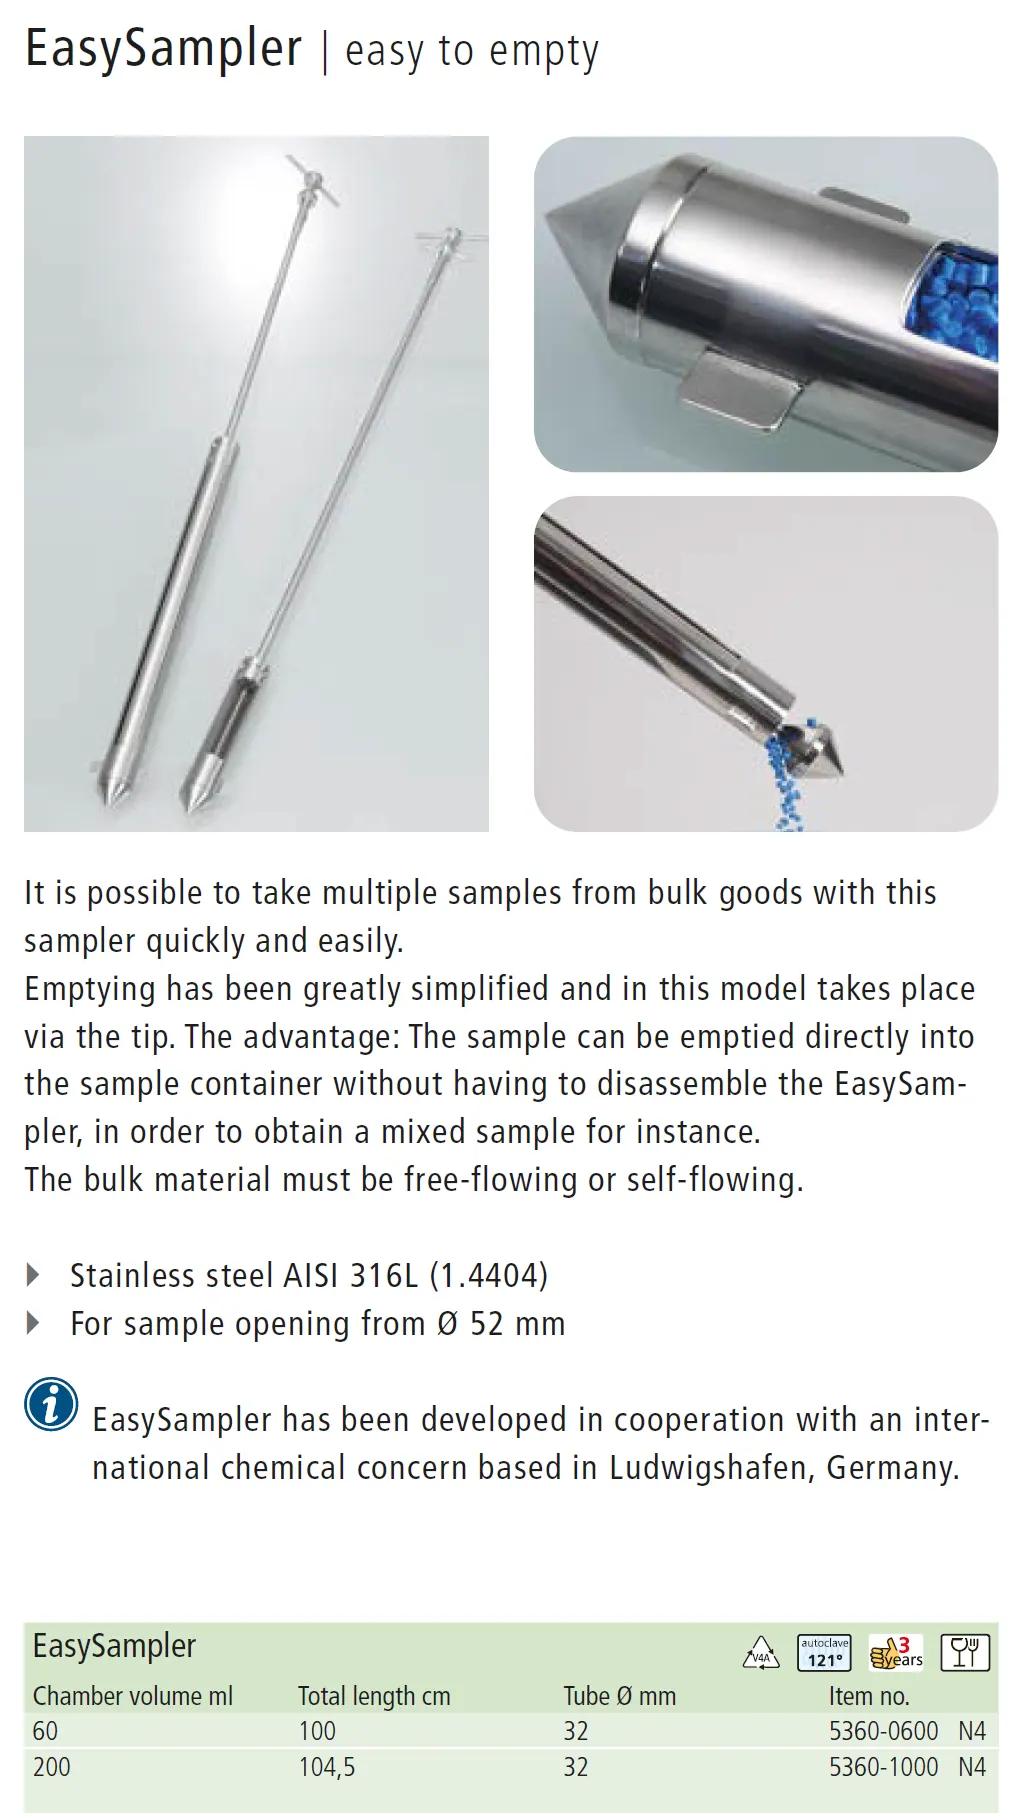 EasySampler | easy to empty
It is possible to take multiple samples from bulk goods with this
sampler quickly and easily.
Emptying has been greatly simplified and in this model takes place
via the tip. The advantage: The sample can be emptied directly into
the sample container without having to disassemble the EasySam-
pler, in order to obtain a mixed sample for instance.
The bulk material must be free-flowing or self-flowing.
Stainless steel AISI 316L (1.4404)
For sample opening from Ø 52 mm
i
EasySampler has been developed in cooperation with an inter-
national chemical concern based in Ludwigshafen, Germany.
EasySampler V4A autoclave 121° 3 years
Chamber volume ml Total length cm Tube Ø mm Item no.
60 100 32 5360-0600 N4
200 104,5 32 5360-1000 N4